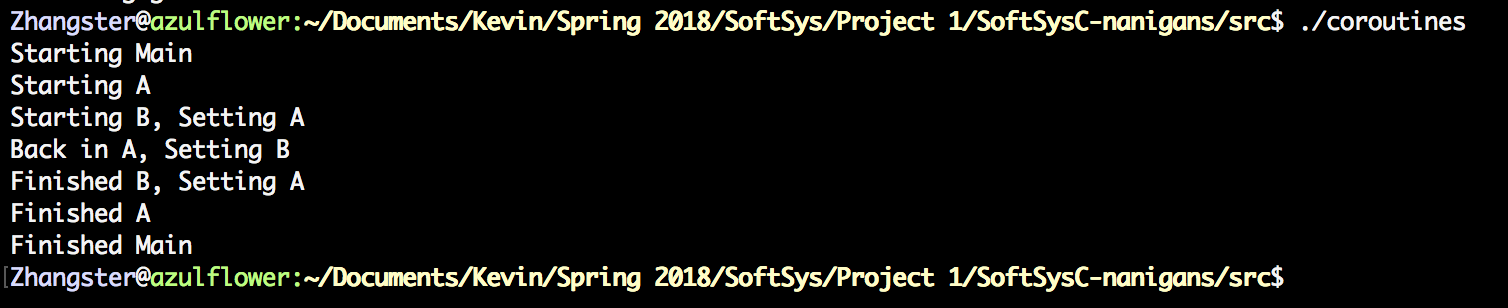 Zhangster@azulflower:~/Documents/Kevin/Spring 2018/SoftSys/Project 1/SoftSysC-nanigans/src$ ./coroutines
Starting Main
Starting A
Starting B, Setting A
Back in A, Setting B
Finished B, Setting A
Finished A
Finished Main
Zhangster@azulflower:~/Documents/Kevin/Spring 2018/SoftSys/Project 1/SoftSysC-nanigans/src$